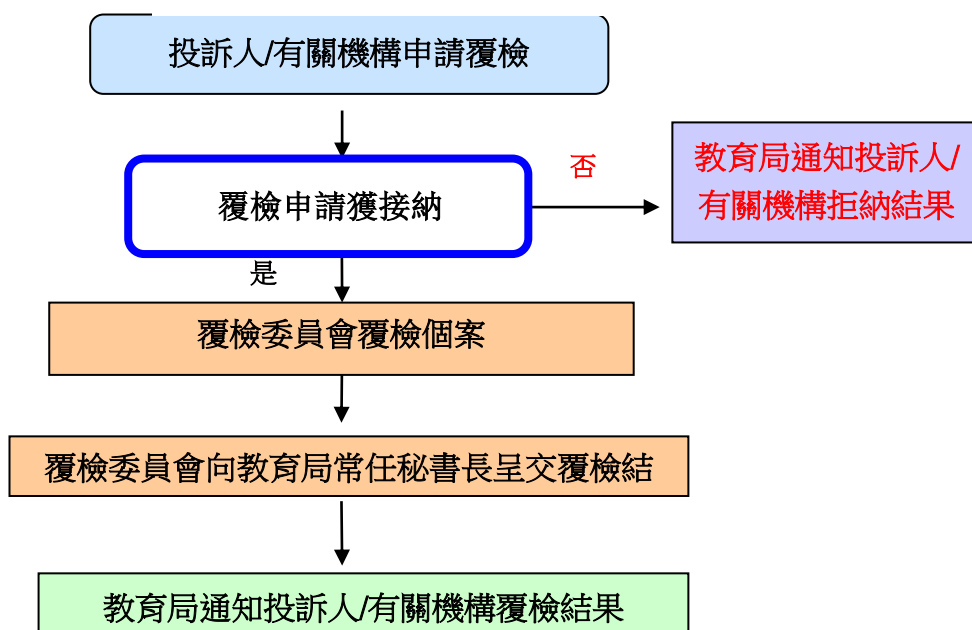 投訴人/有關機構申請覆檢
否
教育局通知投訴人/
有關機構拒納結果
覆檢申請獲接納
是
覆檢委員會覆檢個案
覆檢委員會向教育局常任秘書長呈交覆檢結
教育局通知投訴人/有關機構覆檢結果